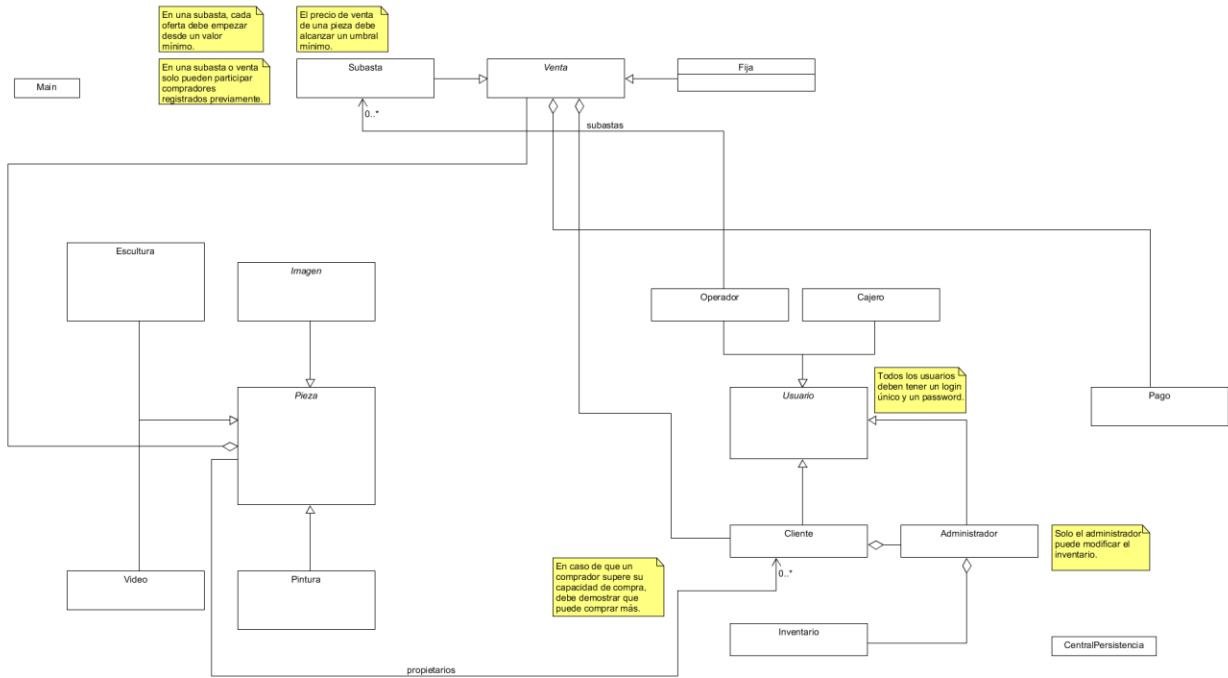 En una subasta, cada
oferta debe empezar
desde un valor
mínimo.
El precio de venta
de una pieza debe
alcanzar un umbral
mínimo.
Main
En una subasta o venta
solo pueden participar
compradores
registrados previamente.
Subasta
Venta
Fija
0..*
subastas
Escultura
Imagen
Operador
Cajero
Pieza
Usuario
Todos los usuarios
deben tener un login
único y un password.
Pago
Cliente
Administrador
Solo el administrador
puede modificar el
inventario.
En caso de que un
comprador supere su
capacidad de compra,
debe demostrar que
puede comprar más.
0..*
Video
Pintura
Inventario
CentralPersistencia
propietarios